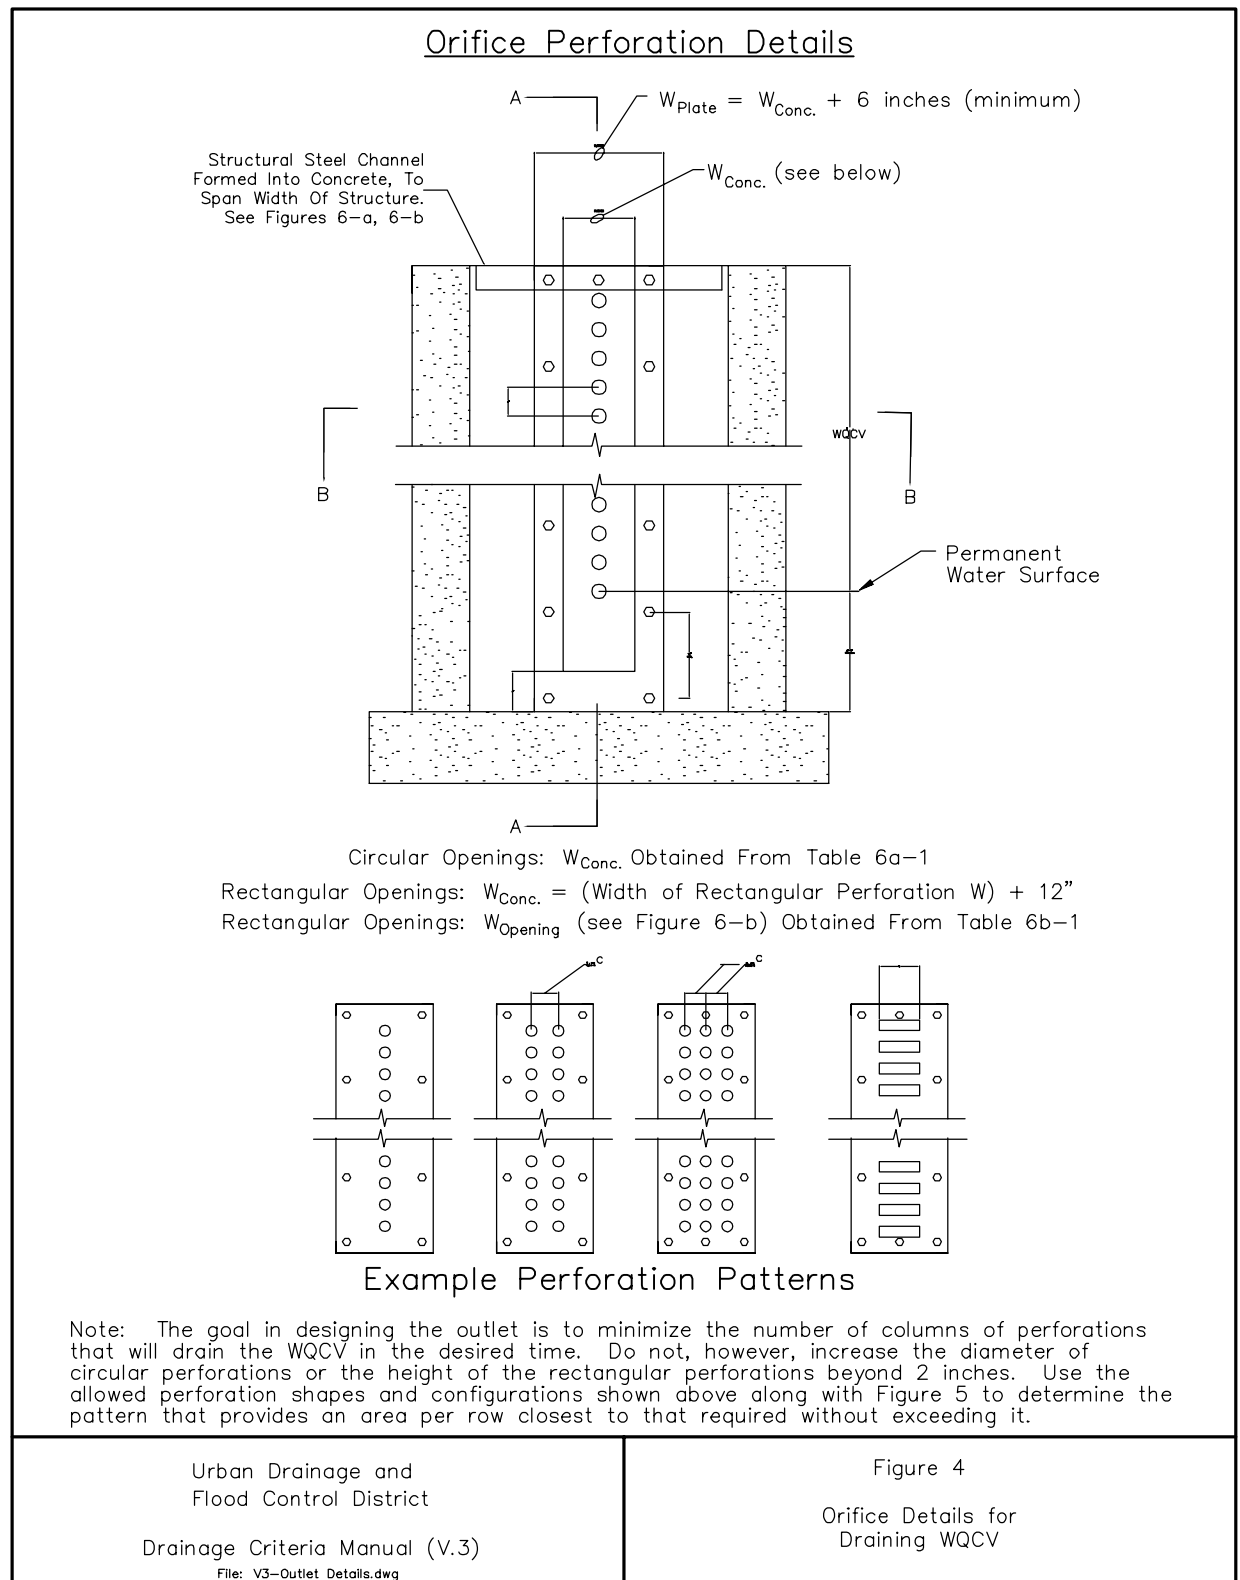 Orifice Perforation Details
A
W Plate = W Conc. + 6 inches (minimum)
Structural Steel Channel
Formed Into Concrete, To
Span Width Of Structure.
See Figures 6-a, 6-b
W Conc. (see below)
WQCV
B
B
Permanent
Water Surface
A
Circular Openings: W Conc. Obtained From Table 6a-1
Rectangular Openings: W Conc. = (Width of Rectangular Perforation W) + 12"
Rectangular Openings: W Opening (see Figure 6-b) Obtained From Table 6b-1
C
C
Example Perforation Patterns
Note: The goal in designing the outlet is to minimize the number of columns of perforations
that will drain the WQCV in the desired time. Do not, however, increase the diameter of
circular perforations or the height of the rectangular perforations beyond 2 inches. Use the
allowed perforation shapes and configurations shown above along with Figure 5 to determine the
pattern that provides an area per row closest to that required without exceeding it.
Urban Drainage and
Flood Control District
Drainage Criteria Manual (V.3)
File: V3-Outlet Details.dwg
Figure 4
Orifice Details for
Draining WQCV